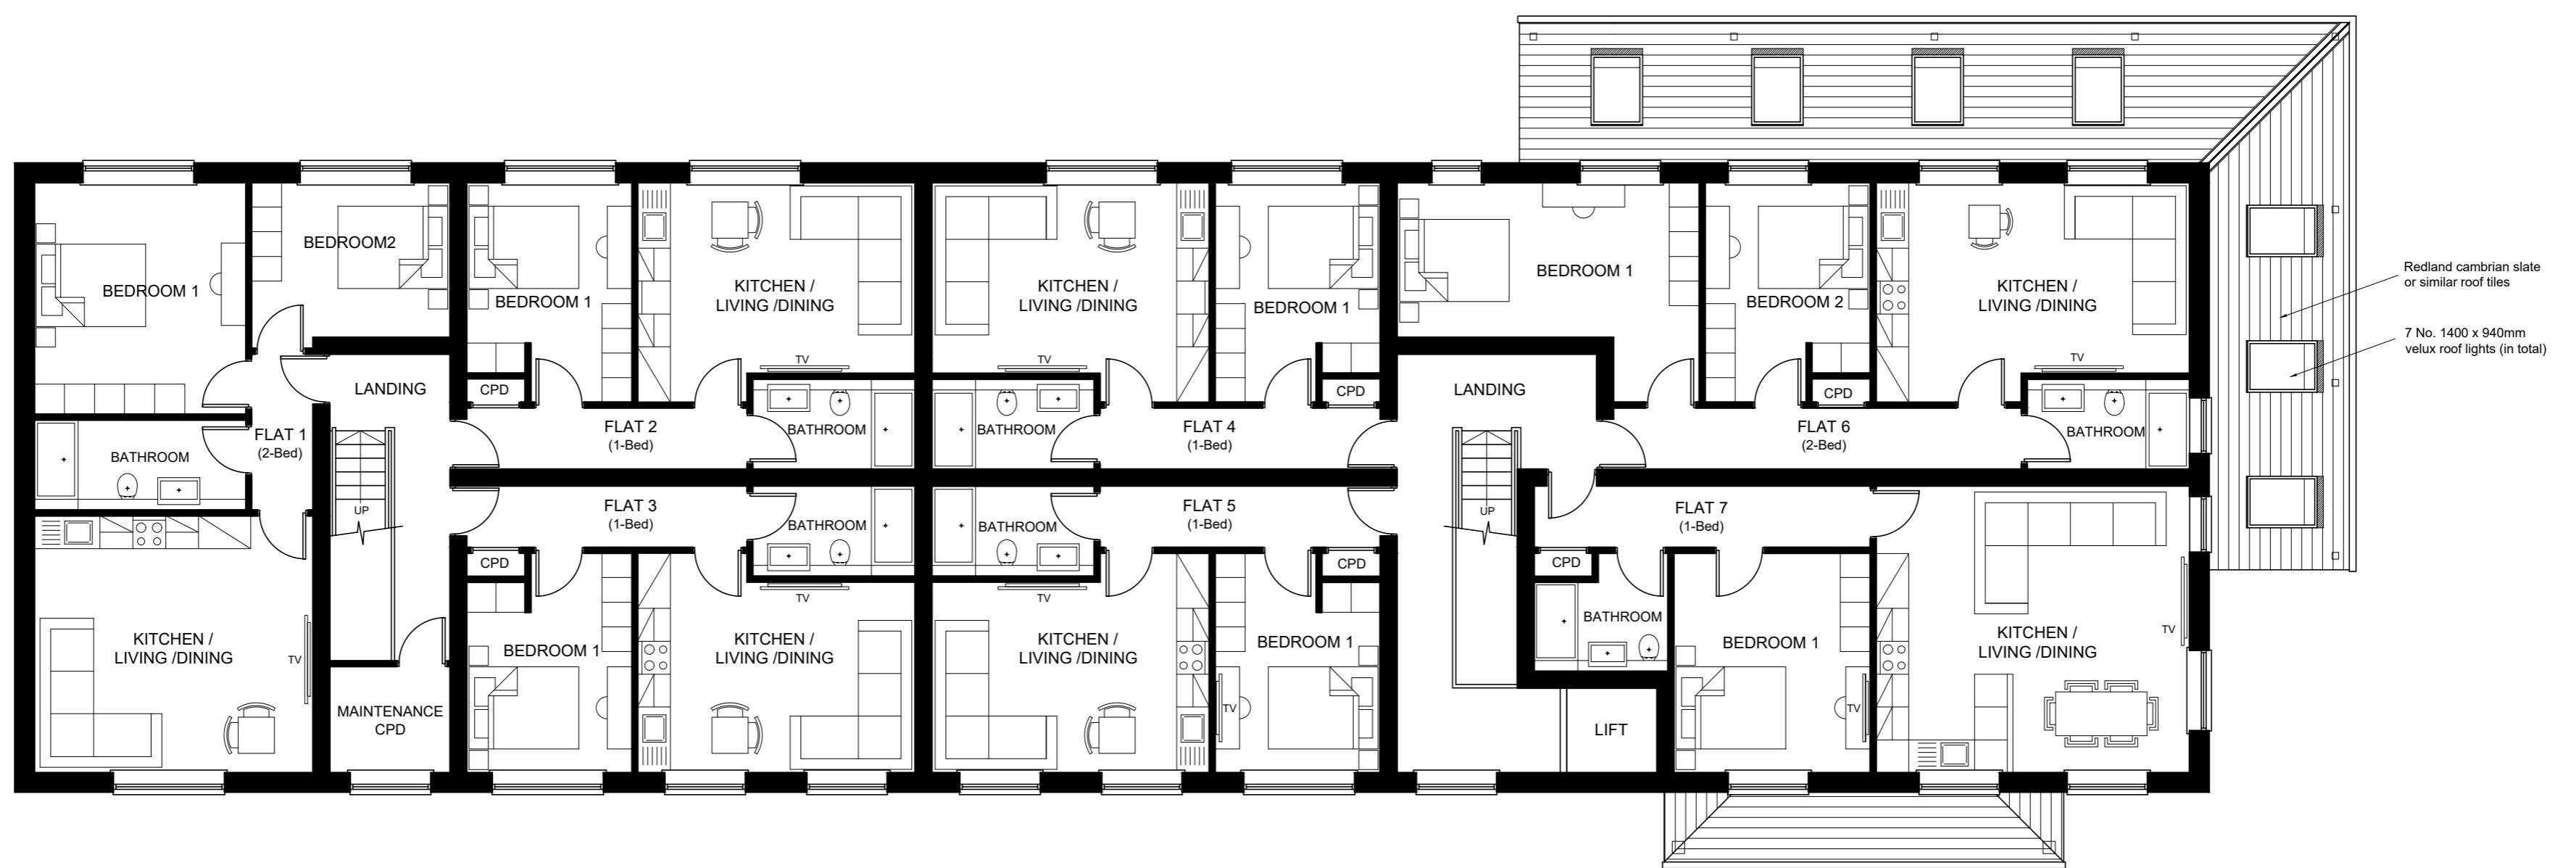 Redland cambrian slate
or similar roof tiles
7 No. 1400 x 940mm
velux roof lights (in total)
BEDROOM 1
BEDROOM2
BEDROOM 1
KITCHEN /
LIVING /DINING
TV
KITCHEN /
LIVING /DINING
TV
BEDROOM 1
BEDROOM 1
BEDROOM 2
KITCHEN /
LIVING /DINING
TV
LANDING
CPD
CPD
LANDING
CPD
BATHROOM
FLAT 1
(2-Bed)
FLAT 2
(1-Bed)
BATHROOM
BATHROOM
FLAT 4
(1-Bed)
FLAT 6
(2-Bed)
BATHROOM
UP
FLAT 3
(1-Bed)
BATHROOM
BATHROOM
FLAT 5
(1-Bed)
UP
FLAT 7
(1-Bed)
CPD
CPD
CPD
TV
TV
BATHROOM
KITCHEN /
LIVING /DINING
TV
BEDROOM 1
KITCHEN /
LIVING /DINING
KITCHEN /
LIVING /DINING
BEDROOM 1
BEDROOM 1
KITCHEN /
LIVING /DINING
TV
MAINTENANCE
CPD
TV
LIFT
TV